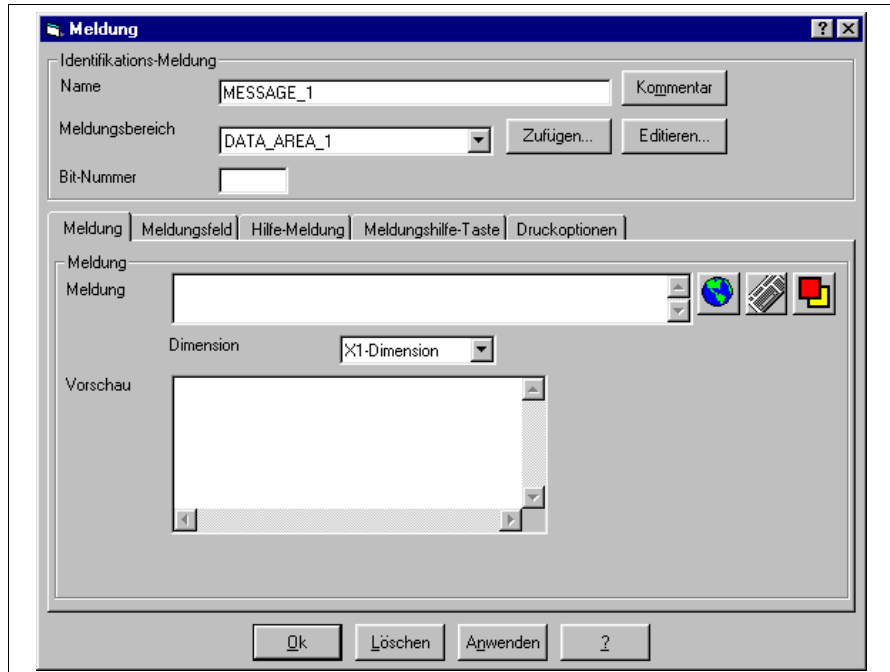 Meldung
Identifikations-Meldung
Name MESSAGE_1 Kommentar
Meldungsbereich DATA_AREA_1 Zufügen... Editieren...
Bit-Nummer
Meldung Meldungsfeld Hilfe-Meldung Meldungshilfe-Taste Druckoptionen
Meldung
Meldung
Dimension X1-Dimension
Vorschau
Ok Löschen Anwenden ?